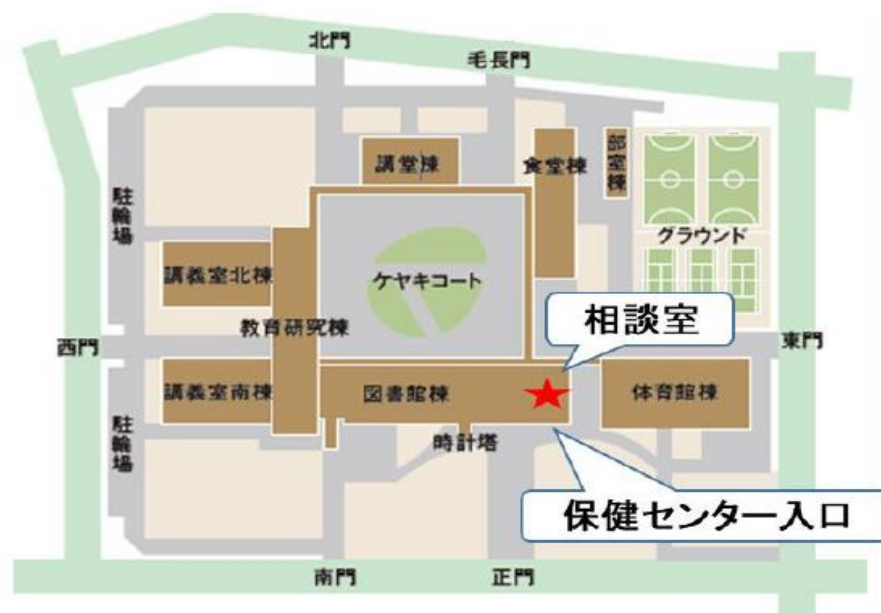 北門
毛長門
講堂棟
食堂棟
部室棟
駐輪場
グラウンド
講義室北棟
ケヤキコート
教育研究棟
相談室
西門
東門
講義室南棟
図書館棟
体育館棟
駐輪場
時計塔
保健センター入口
南門
正門